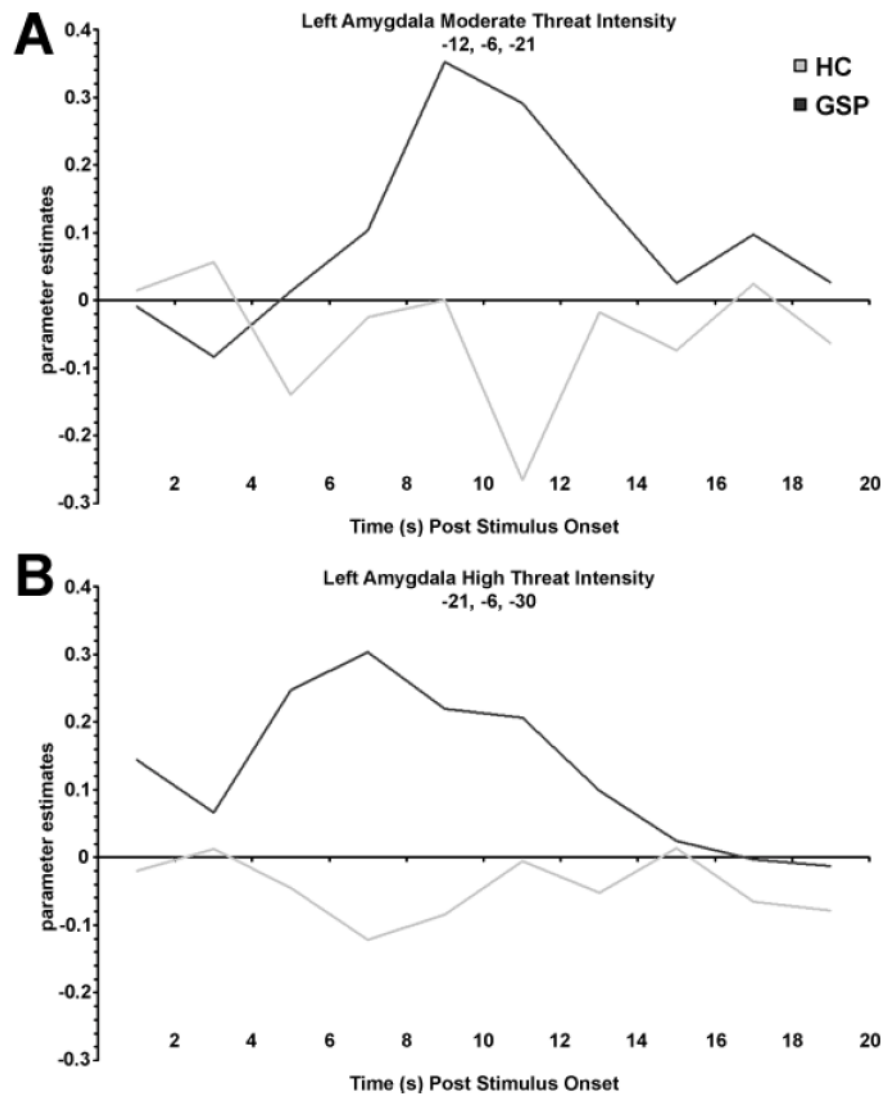 A
Left Amygdala Moderate Threat Intensity
-12, -6, -21
HC
GSP
parameter estimates
0.4
0.3
0.2
0.1
0
-0.1
-0.2
-0.3
2 4 6 8 10 12 14 16 18 20
Time (s) Post Stimulus Onset
B
Left Amygdala High Threat Intensity
-21, -6, -30
parameter estimates
0.4
0.3
0.2
0.1
0
-0.1
-0.2
-0.3
2 4 6 8 10 12 14 16 18 20
Time (s) Post Stimulus Onset